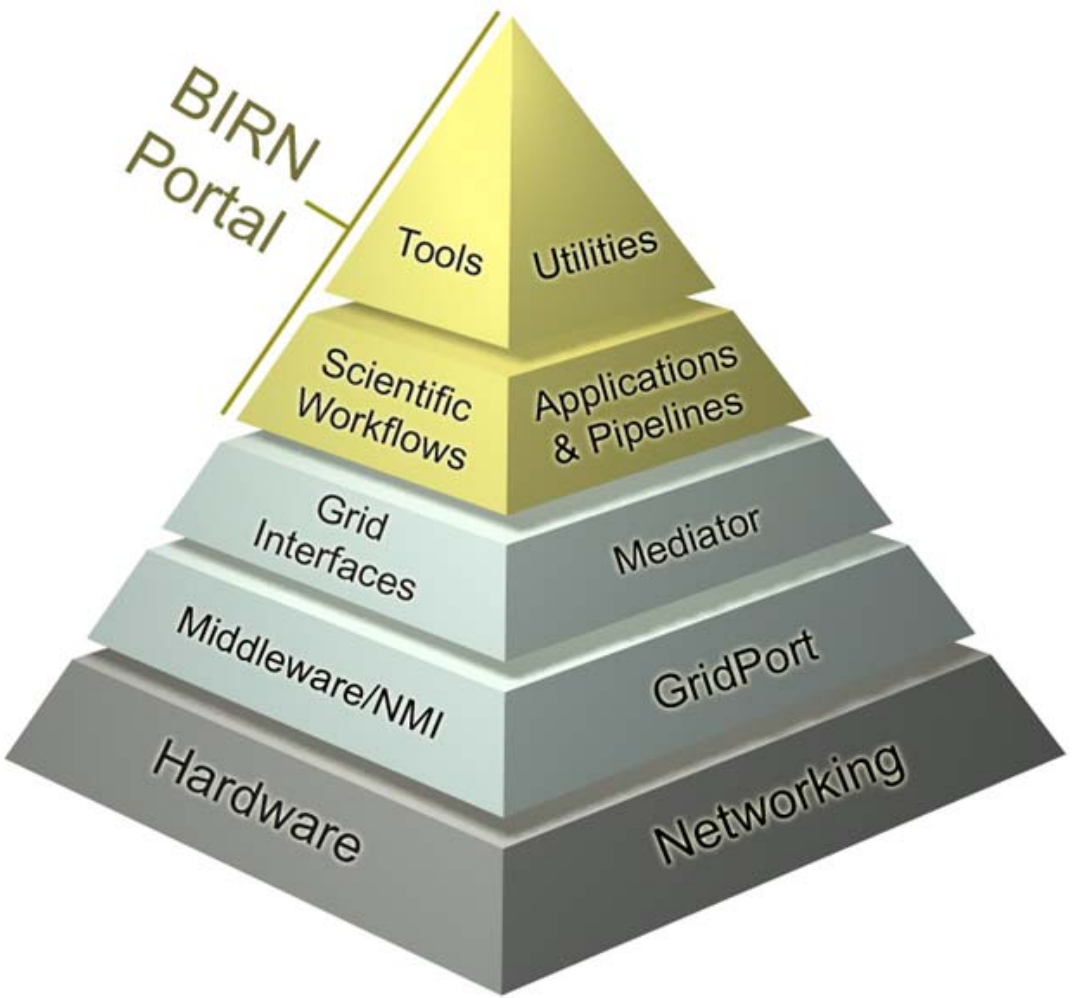 BIRN
Portal
Tools
Utilities
Scientific
Workflows
Applications
& Pipelines
Grid
Interfaces
Mediator
Middleware/NMI
GridPort
Hardware
Networking